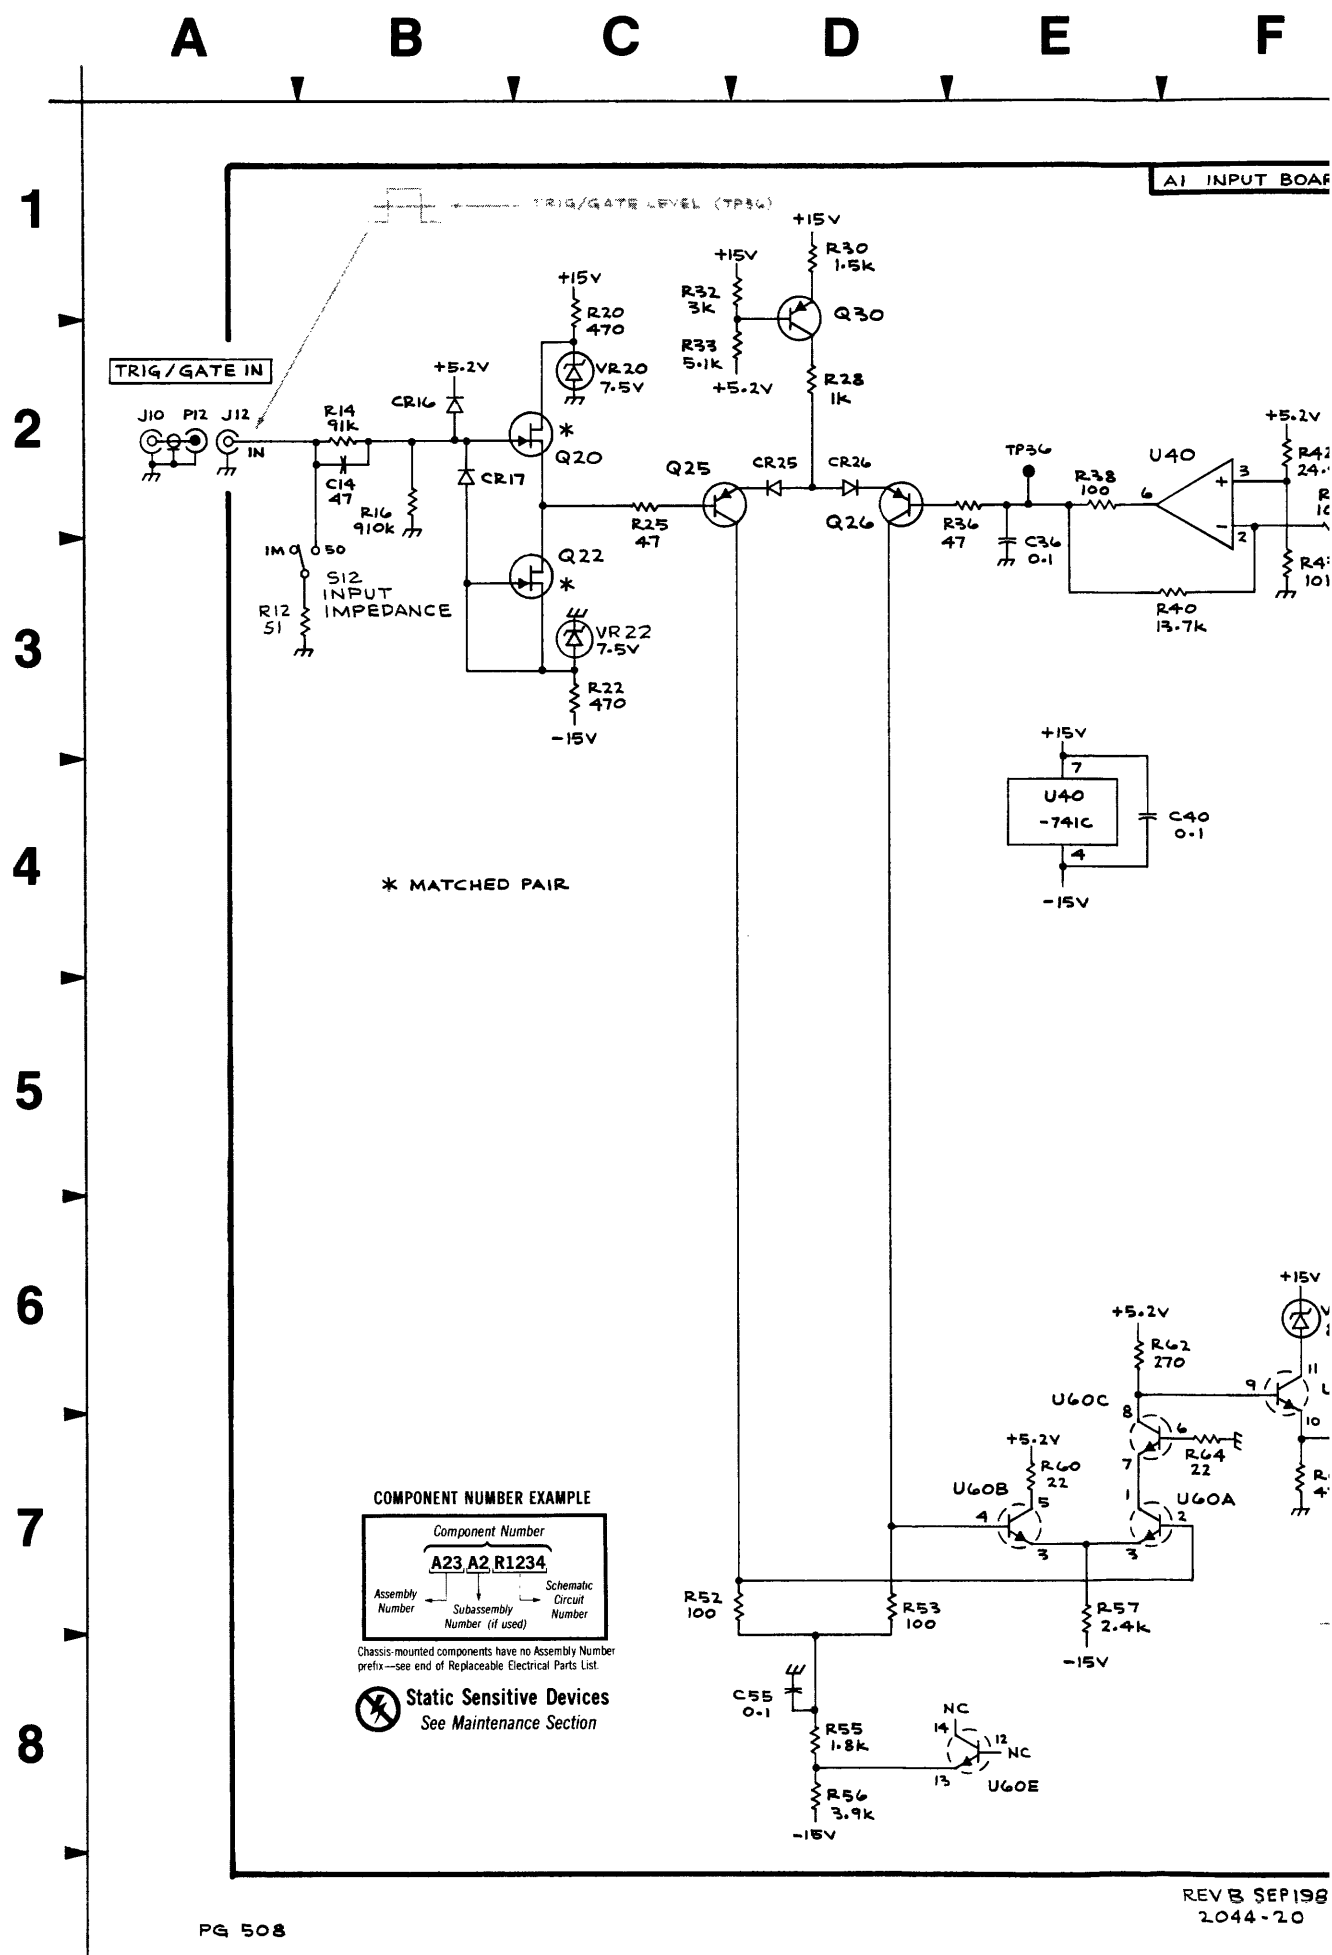 A B C D E F
1
A1 INPUT BOAR
TRIG/GATE LEVEL (TP36)
+15V
R30
1.5K
+15V
R32
3K
Q30
R33
5.1K
+5.2V
+15V
R20
470
VR20
7.5V
R28
1K
TRIG/GATE IN
+5.2V
CR16
2
J10 P12 J12
IN
R14
91K
C14
47
R16
910K
CR17
*
Q20
Q25
CR25 CR26
Q26
R25
47
R36
47
TP36
C36
0.1
R38
100
U40
6
3
+
-
2
+5.2V
R42
24.
R
10
R4
101
R40
13.7K
1M 50
S12
INPUT
IMPEDANCE
R12
51
Q22
*
VR22
7.5V
R22
470
-15V
3
+15V
7
U40
-741C
4
-15V
C40
0.1
4
* MATCHED PAIR
5
6
+15V
V
+5.2V
R62
270
9
11
10
U
U60C
8
6
7
R64
22
+5.2V
R60
22
U60B
5
4
3
1
U60A
2
3
R
4
7
COMPONENT NUMBER EXAMPLE
Component Number
A23 A2 R1234
Assembly
Number
Subassembly
Number (if used)
Schematic
Circuit
Number
Chassis-mounted components have no Assembly Number
prefix—see end of Replaceable Electrical Parts List.
Static Sensitive Devices
See Maintenance Section
R52
100
R53
100
R57
2.4K
-15V
8
C55
0.1
R55
1.8K
R56
3.9K
-15V
NC
14
12
NC
13
U60E
REV B SEP 198
2044-20
PG 508